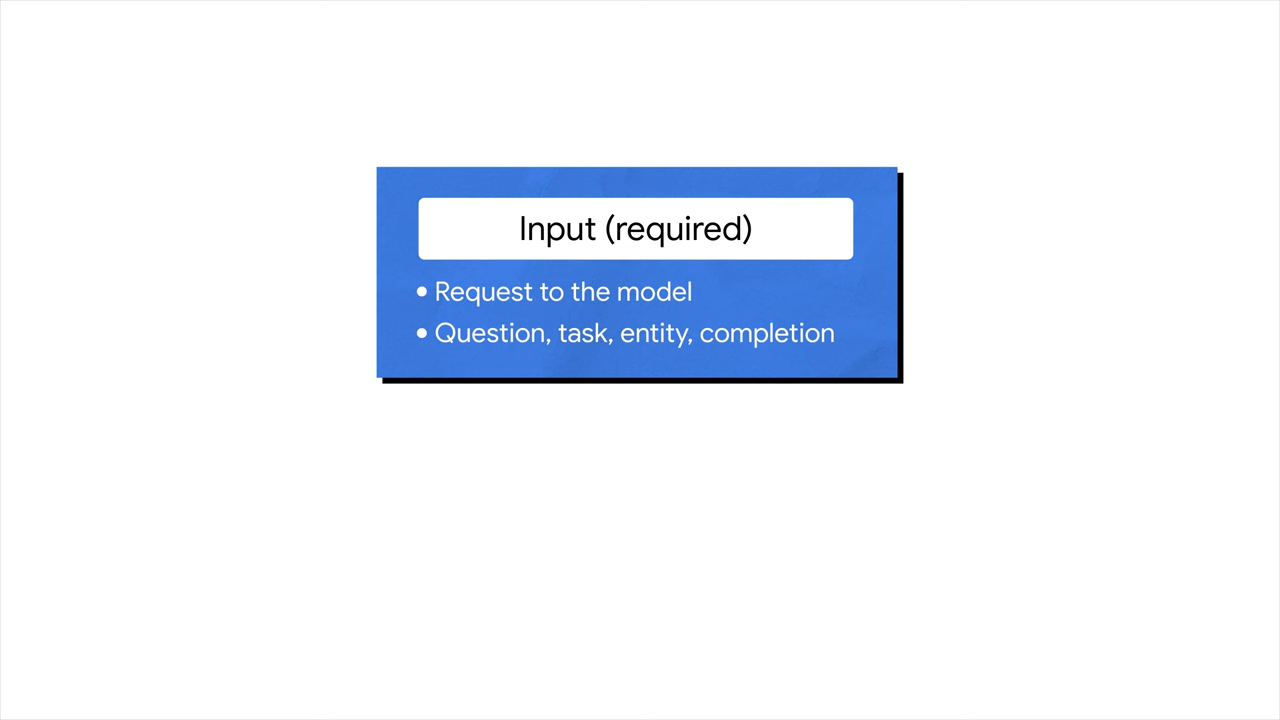 Input (required)
• Request to the model
• Question, task, entity, completion